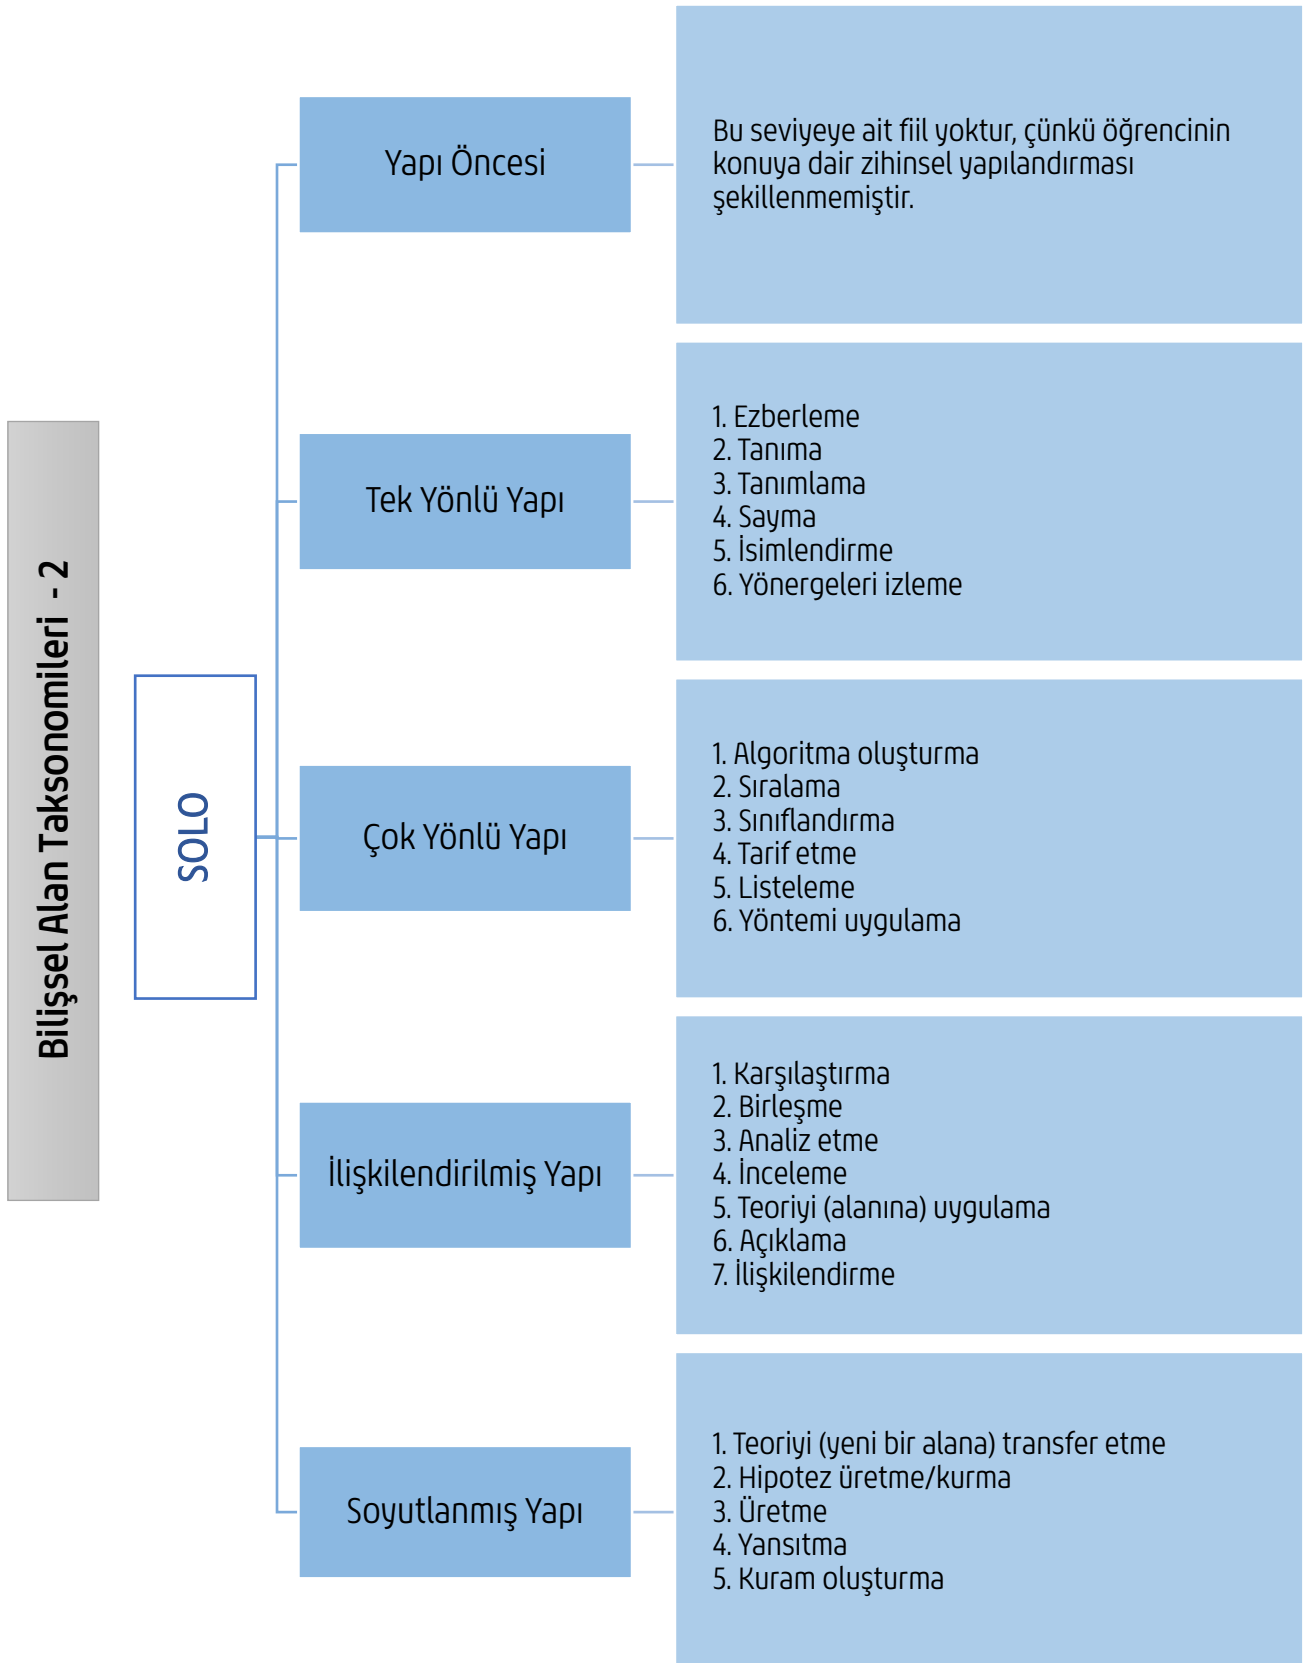 Bilişsel Alan Taksonomileri - 2
SOLO
Yapı Öncesi
Bu seviyeye ait fiil yoktur, çünkü öğrencinin
konuya dair zihinsel yapılandırması
şekillenmemiştir.
Tek Yönlü Yapı
1. Ezberleme
2. Tanıma
3. Tanımlama
4. Sayma
5. İsimlendirme
6. Yönergeleri izleme
Çok Yönlü Yapı
1. Algoritma oluşturma
2. Sıralama
3. Sınıflandırma
4. Tarif etme
5. Listeleme
6. Yöntemi uygulama
İlişkilendirilmiş Yapı
1. Karşılaştırma
2. Birleşme
3. Analiz etme
4. İnceleme
5. Teoriyi (alanına) uygulama
6. Açıklama
7. İlişkilendirme
Soyutlanmış Yapı
1. Teoriyi (yeni bir alana) transfer etme
2. Hipotez üretme/kurma
3. Üretme
4. Yansıtma
5. Kuram oluşturma